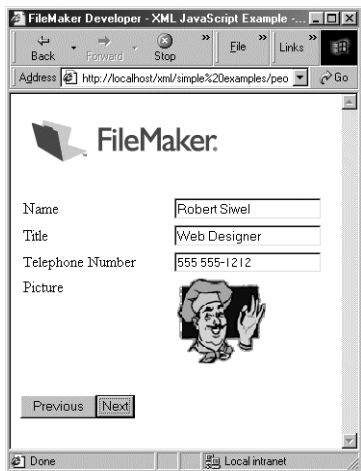 FileMaker Developer - XML JavaScript Example - ...
Back Forward Stop » File » Links »
Address http://localhost/xml/simple%20examples/peo Go
FileMaker.
Name Robert Siwel
Title Web Designer
Telephone Number 555 555-1212
Picture
Previous Next
Done Local intranet